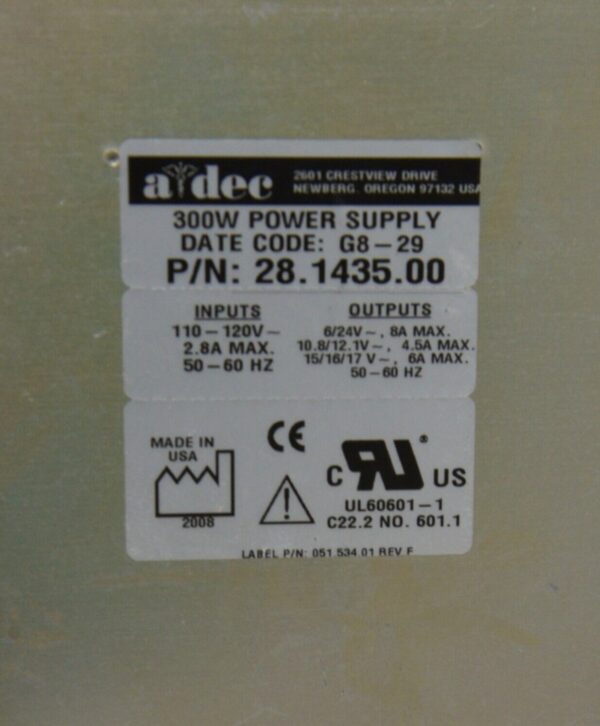 a dec
2601 CRESTVIEW DRIVE
NEWBERG, OREGON 97132 USA
300W POWER SUPPLY
DATE CODE: G8-29
P/N: 28.1435.00
INPUTS
110-120V~
2.8A MAX.
50-60 HZ
OUTPUTS
6/24V~, 8A MAX.
10.8/12.1V~, 4.5A MAX.
15/16/17 V~, 6A MAX.
50-60 HZ
MADE IN
USA
2008
CE
C RU ® US
UL60601-1
C22.2 NO. 601.1
LABEL P/N: 051.534.01 REV F